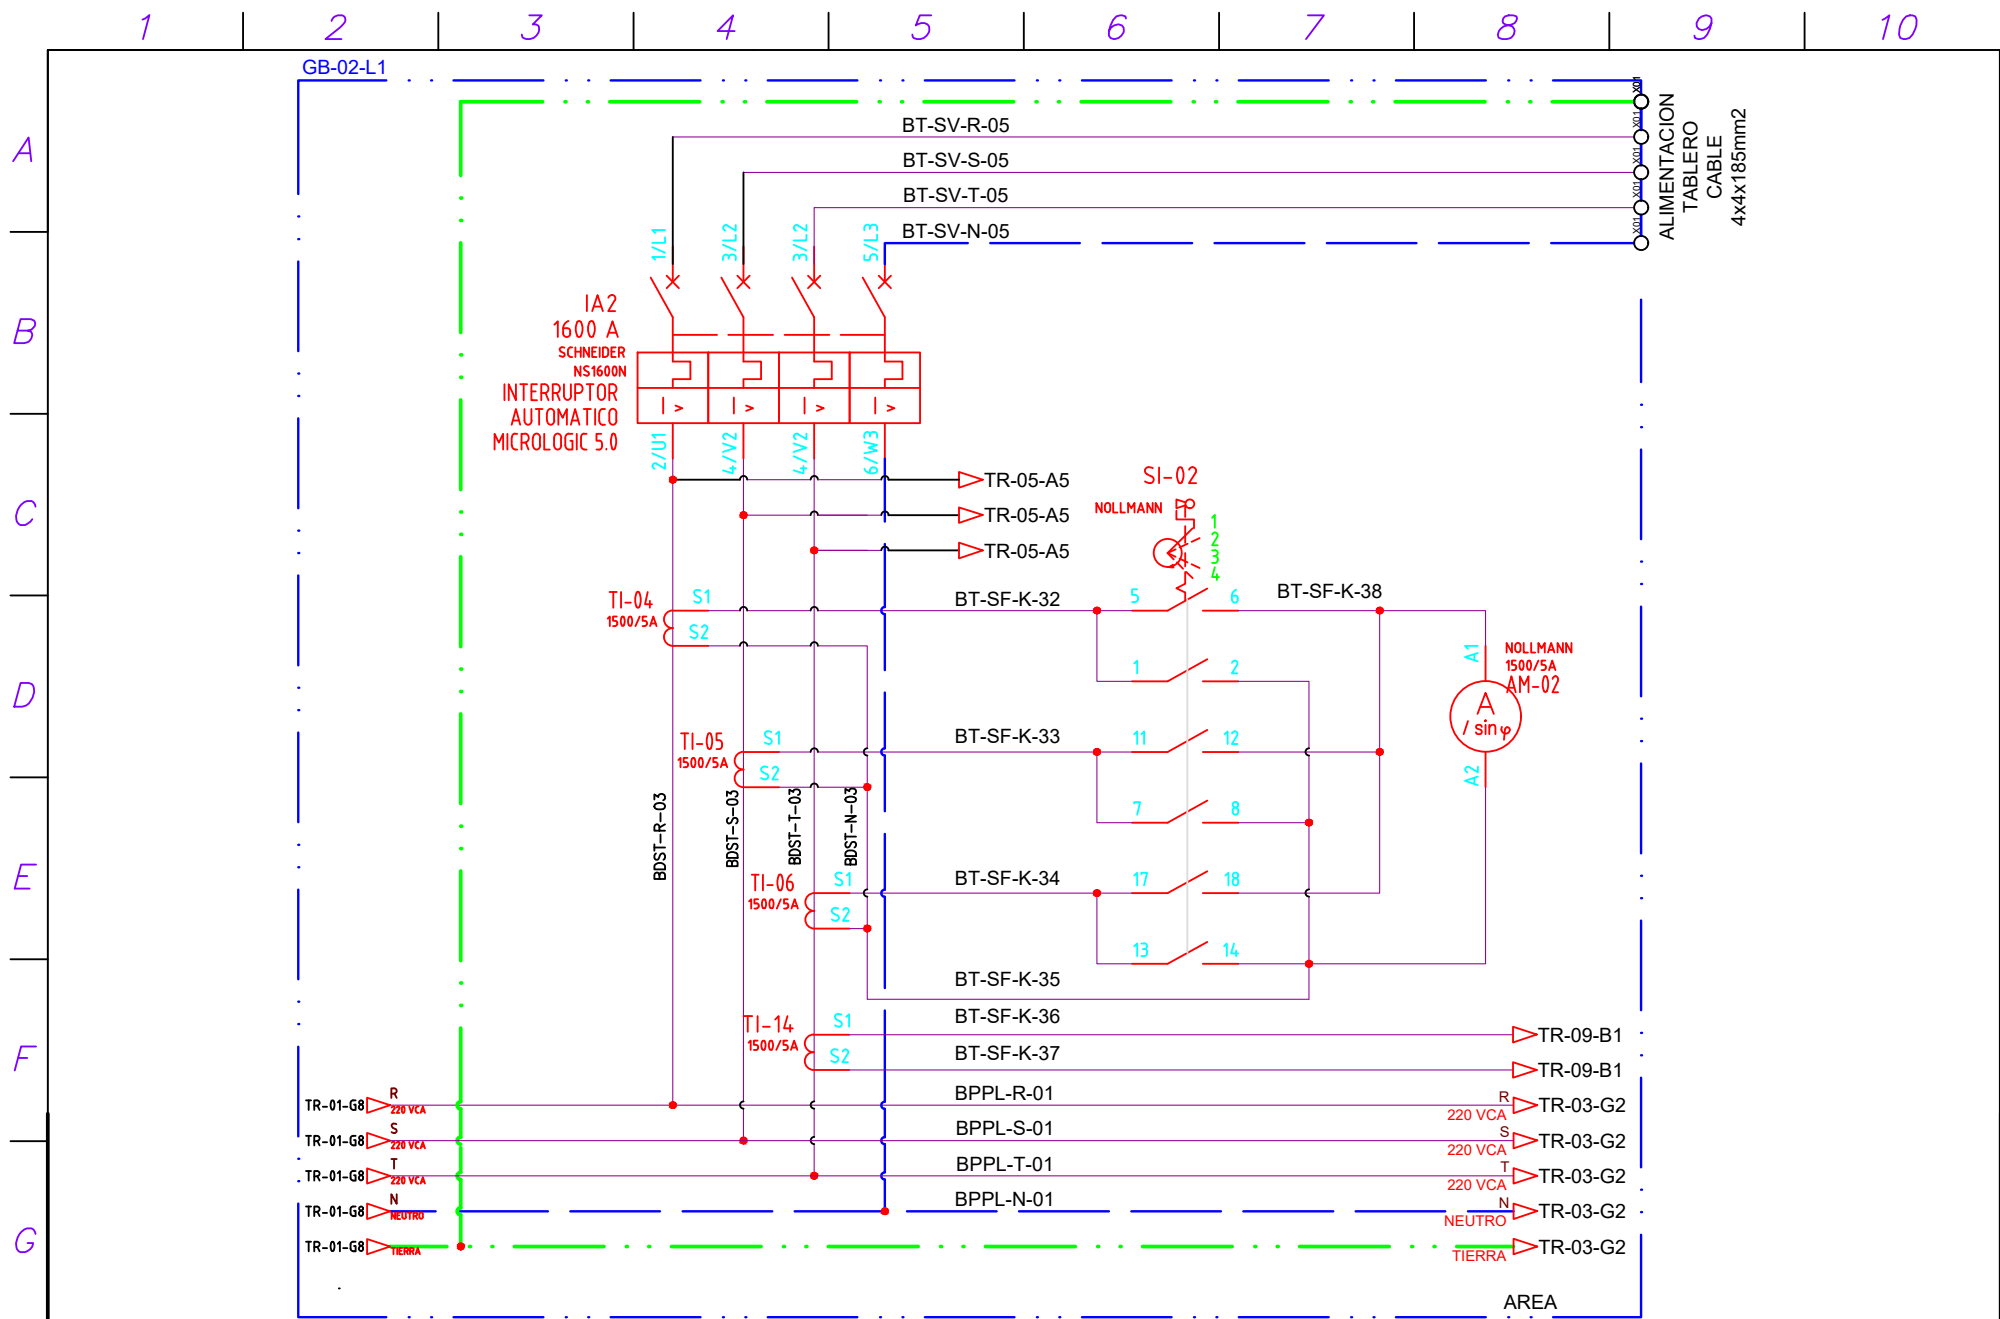 1 2 3 4 5 6 7 8 9 10
A
B
C
D
E
F
G
GB-02-L1
BT-SV-R-05
BT-SV-S-05
BT-SV-T-05
BT-SV-N-05
X01
X01
X01
X01
X01
ALIMENTACION
TABLERO
CABLE
4x4x185mm2
1/L1
3/L2
3/L2
5/L3
IA2
1600 A
SCHNEIDER
NS1600N
INTERRUPTOR
AUTOMATICO
MICROLOGIC 5.0
I >
I >
I >
I >
2/U1
4/V2
4/V2
6/W3
TR-05-A5
TR-05-A5
TR-05-A5
SI-02
NOLLMANN
1
2
3
4
TI-04
1500/5A
S1
S2
BT-SF-K-32
5
6
BT-SF-K-38
1
2
NOLLMANN
1500/5A
AM-02
A1
A
/ sin φ
A2
TI-05
1500/5A
S1
S2
BT-SF-K-33
11
12
7
8
BDST-R-03
BDST-S-03
BDST-T-03
BDST-N-03
TI-06
1500/5A
S1
S2
BT-SF-K-34
17
18
13
14
BT-SF-K-35
TI-14
1500/5A
S1
S2
BT-SF-K-36
BT-SF-K-37
TR-09-B1
TR-09-B1
TR-01-G8
R
220 VCA
BPPL-R-01
R
220 VCA
TR-03-G2
TR-01-G8
S
220 VCA
BPPL-S-01
S
220 VCA
TR-03-G2
TR-01-G8
T
220 VCA
BPPL-T-01
T
220 VCA
TR-03-G2
TR-01-G8
N
NEUTRO
BPPL-N-01
N
NEUTRO
TR-03-G2
TR-01-G8
TIERRA
TIERRA
TR-03-G2
AREA